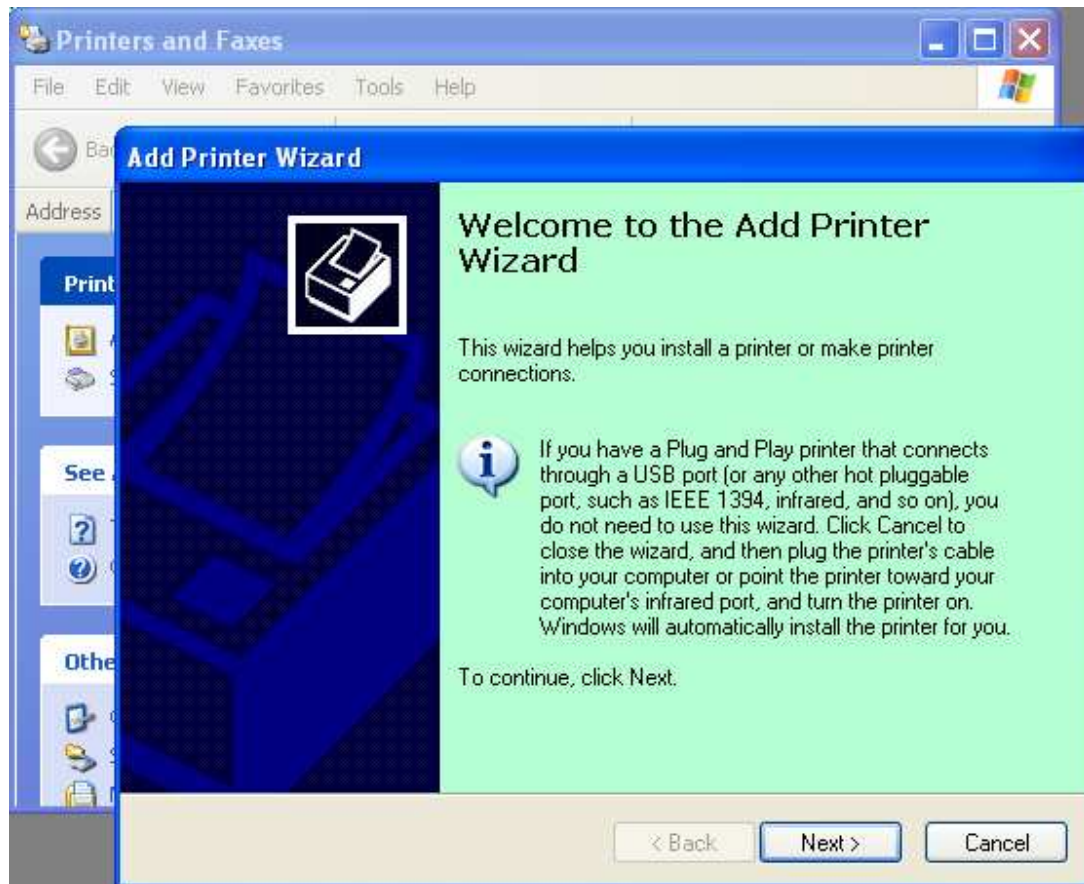 Printers and Faxes
File Edit View Favorites Tools Help
Address
Add Printer Wizard
Welcome to the Add Printer
Wizard
This wizard helps you install a printer or make printer
connections.
If you have a Plug and Play printer that connects
through a USB port (or any other hot pluggable
port, such as IEEE 1394, infrared, and so on), you
do not need to use this wizard. Click Cancel to
close the wizard, and then plug the printer's cable
into your computer or point the printer toward your
computer's infrared port, and turn the printer on.
Windows will automatically install the printer for you.
To continue, click Next.
< Back Next > Cancel